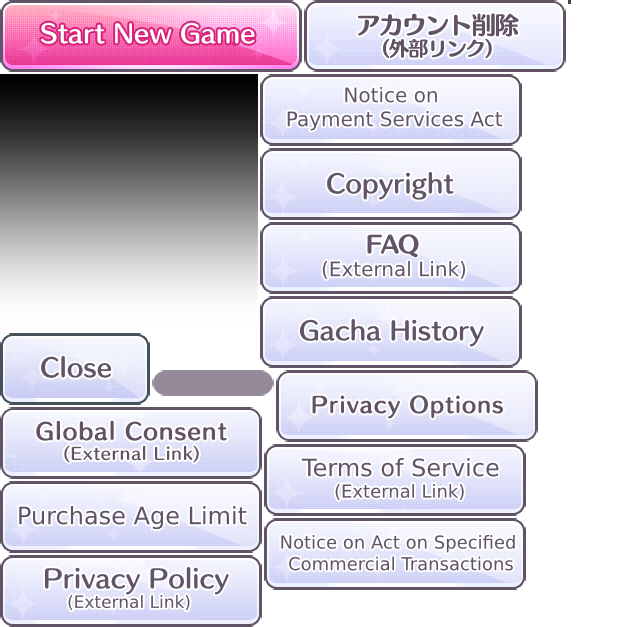 Start New Game
アカウント削除
(外部リンク)
Notice on
Payment Services Act
Copyright
FAQ
(External Link)
Gacha History
Close
Privacy Options
Global Consent
(External Link)
Terms of Service
(External Link)
Purchase Age Limit
Notice on Act on Specified
Commercial Transactions
Privacy Policy
(External Link)